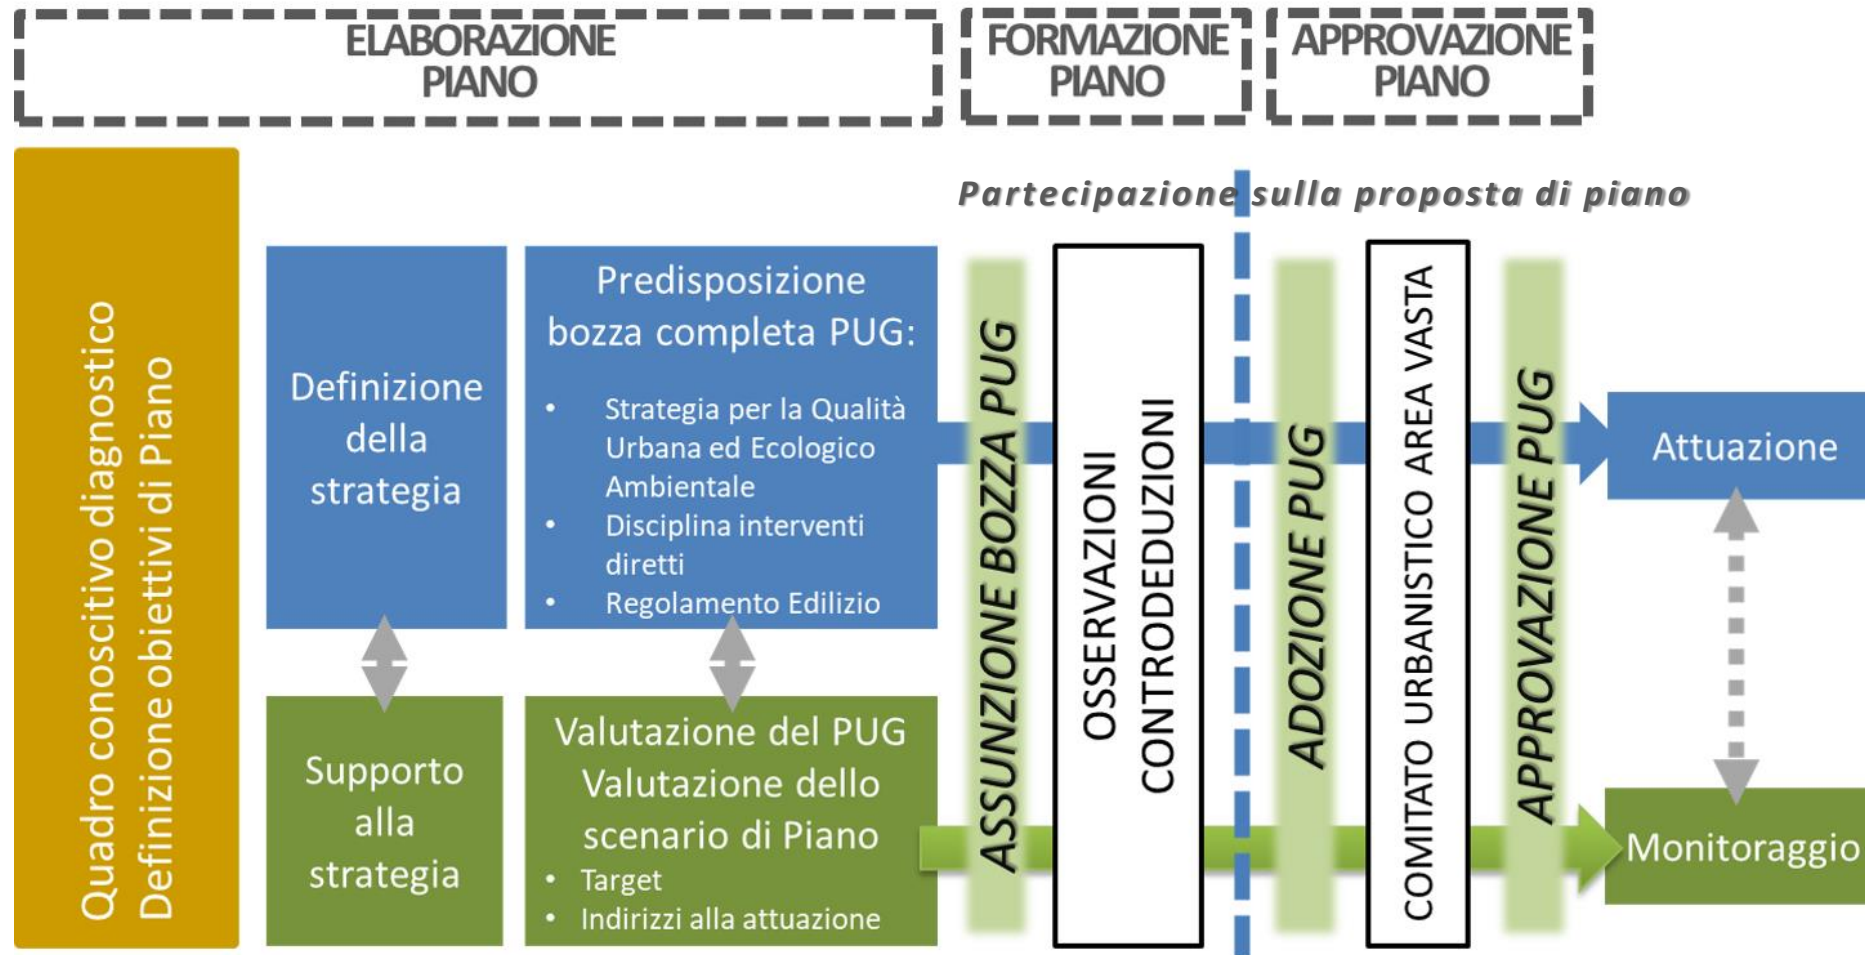 ELABORAZIONE
PIANO
FORMAZIONE
PIANO
APPROVAZIONE
PIANO
Partecipazione sulla proposta di piano
Quadro conoscitivo diagnostico
Definizione obiettivi di Piano
Definizione
della
strategia
Predisposizione
bozza completa PUG:
• Strategia per la Qualità
Urbana ed Ecologico
Ambientale
• Disciplina interventi
diretti
• Regolamento Edilizio
Supporto
alla
strategia
Valutazione del PUG
Valutazione dello
scenario di Piano
• Target
• Indirizzi alla attuazione
ASSUNZIONE BOZZA PUG
OSSERVAZIONI
CONTRODEDUZIONI
ADOZIONE PUG
COMITATO URBANISTICO AREA VASTA
APPROVAZIONE PUG
Attuazione
Monitoraggio